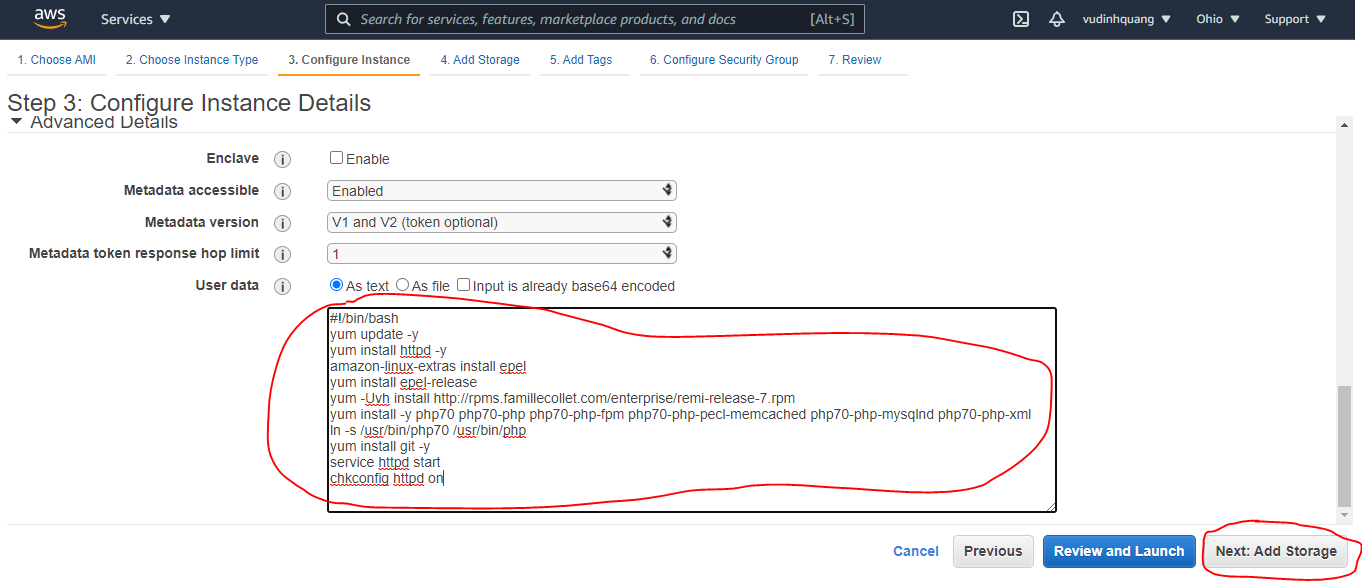 aws Services Search for services, features, marketplace products, and docs [Alt+S] vudinhquang Ohio Support
1. Choose AMI 2. Choose Instance Type 3. Configure Instance 4. Add Storage 5. Add Tags 6. Configure Security Group 7. Review
Step 3: Configure Instance Details
Advanced Details
Enclave i Enable
Metadata accessible i Enabled
Metadata version i V1 and V2 (token optional)
Metadata token response hop limit i 1
User data i As text As file Input is already base64 encoded
#!/bin/bash
yum update -y
yum install httpd -y
amazon-linux-extras install epel
yum install epel-release
yum -Uvh install http://rpms.famillecollet.com/enterprise/remi-release-7.rpm
yum install -y php70 php70-php php70-php-fpm php70-php-pecl-memcached php70-php-mysqlnd php70-php-xml
ln -s /usr/bin/php70 /usr/bin/php
yum install git -y
service httpd start
chkconfig httpd on
Cancel Previous Review and Launch Next: Add Storage